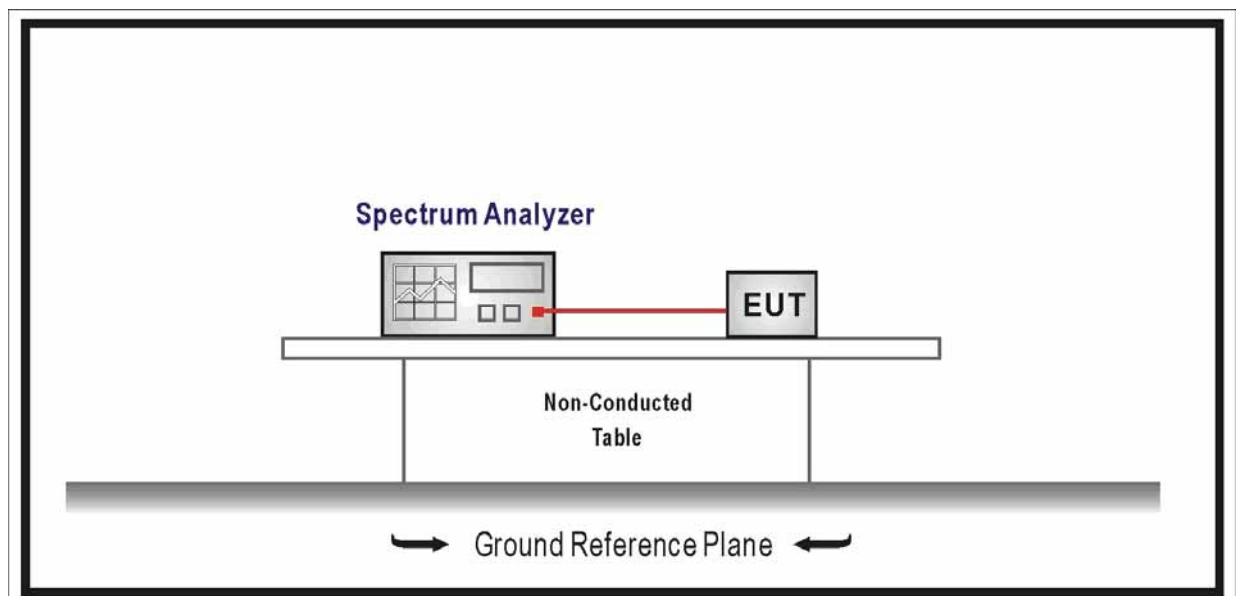 Spectrum Analyzer
EUT
Non-Conducted
Table
Ground Reference Plane